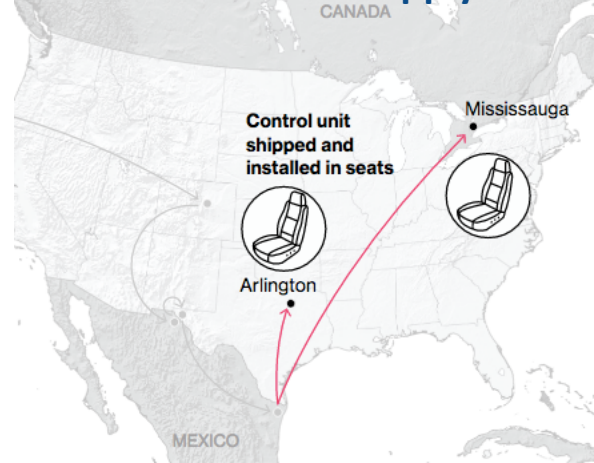 CANADA
Mississauga
Control unit
shipped and
installed in seats
Arlington
MEXICO